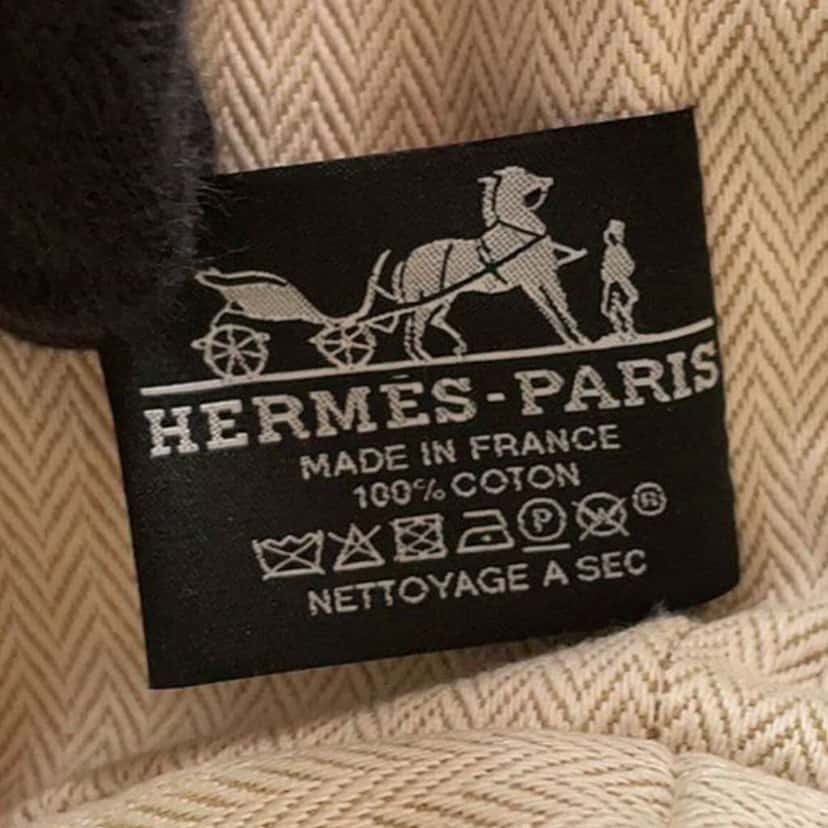 HERMÈS-PARIS
MADE IN FRANCE
100% COTON
P W ®
NETTOYAGE A SEC